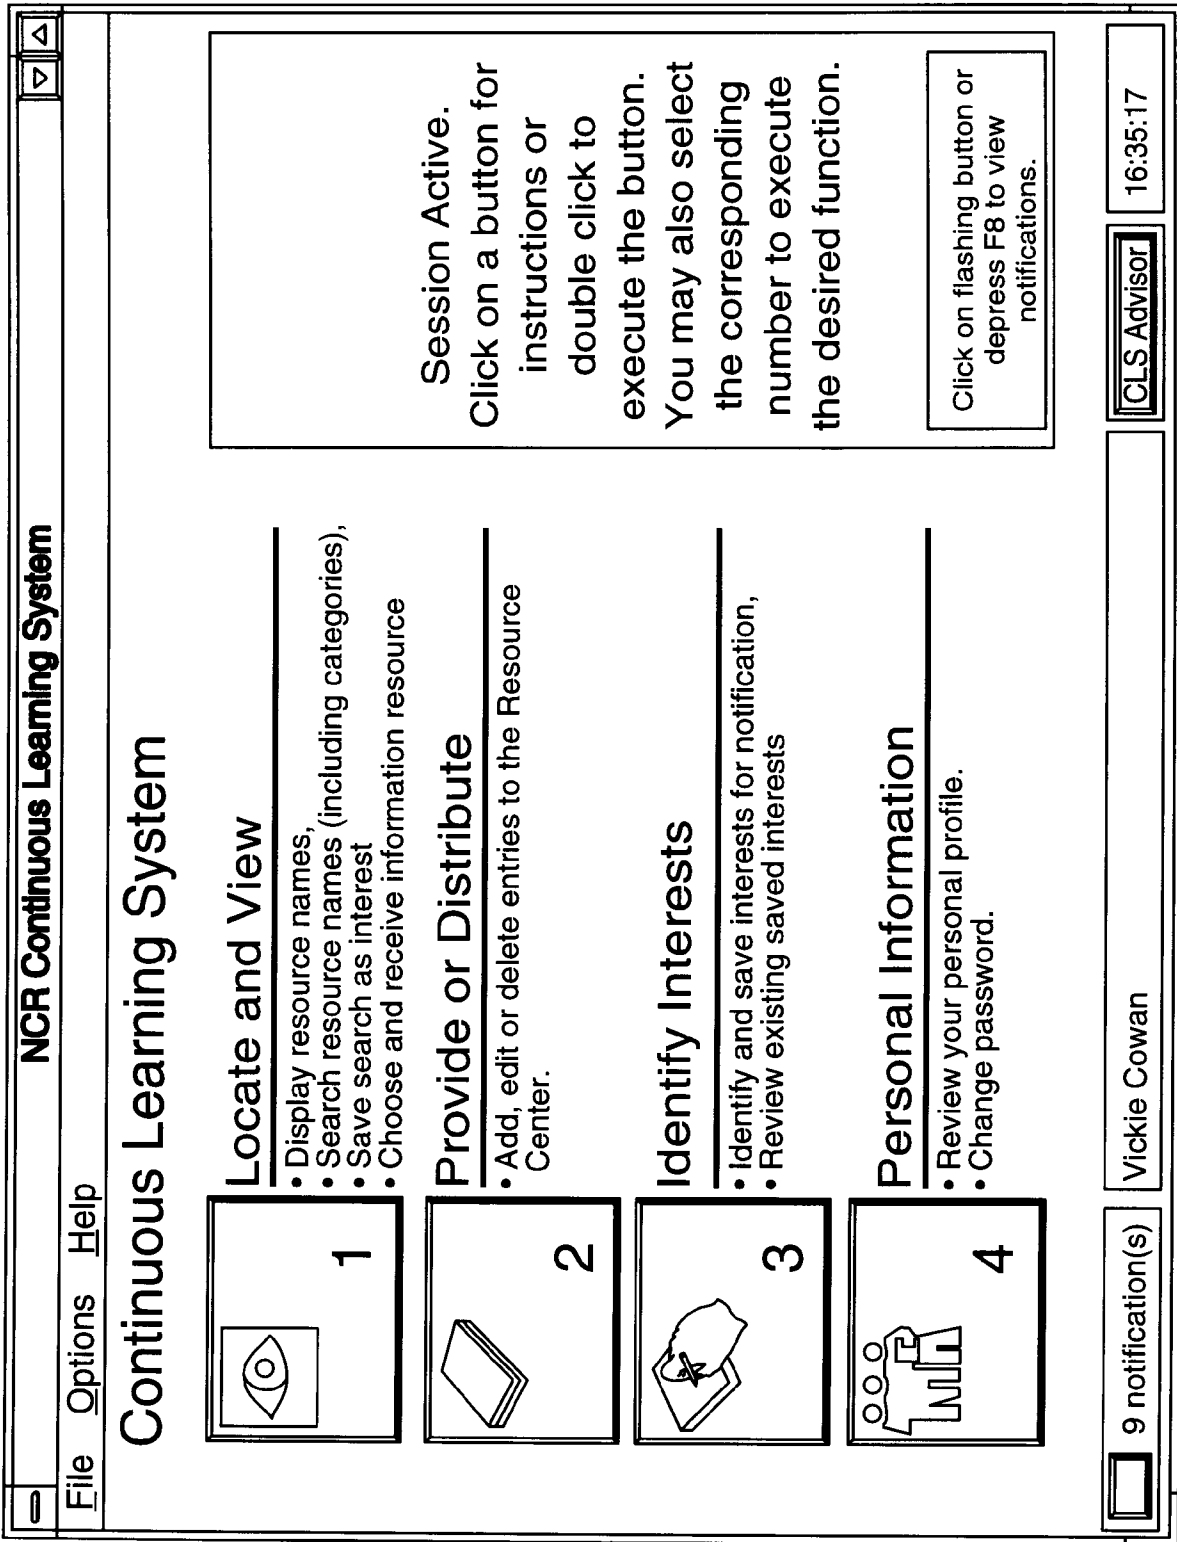 NCR Continuous Learning System
File Options Help
Continuous Learning System
1
Locate and View
• Display resource names,
• Search resource names (including categories),
• Save search as interest
• Choose and receive information resource
2
Provide or Distribute
• Add, edit or delete entries to the Resource
Center.
3
Identify Interests
• Identify and save interests for notification,
• Review existing saved interests
4
Personal Information
• Review your personal profile.
• Change password.
Session Active.
Click on a button for
instructions or
double click to
execute the button.
You may also select
the corresponding
number to execute
the desired function.
Click on flashing button or
depress F8 to view
notifications.
9 notification(s)
Vickie Cowan
CLS Advisor
16:35:17